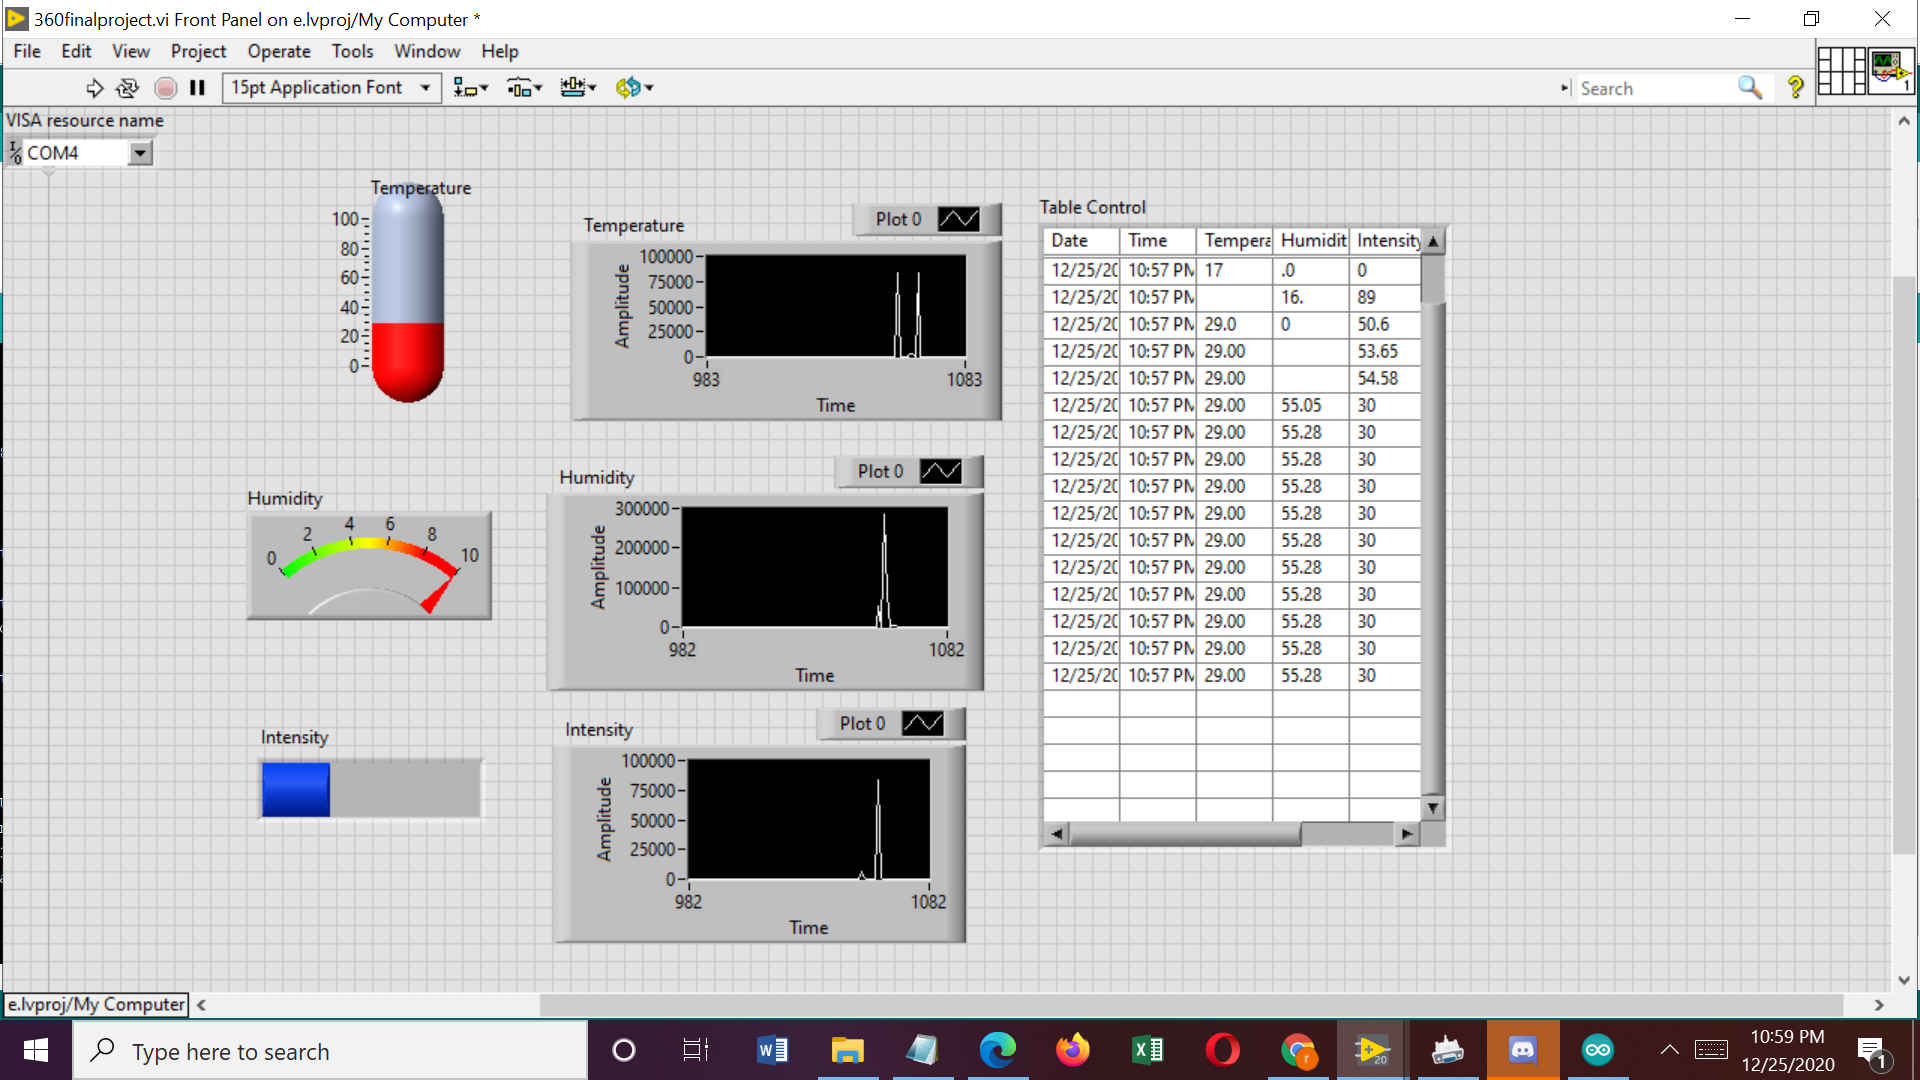 360finalproject.vi Front Panel on e.lvproj/My Computer *
File Edit View Project Operate Tools Window Help
15pt Application Font
Search
1
VISA resource name
COM4
Temperature
100
80
60
40
20
0
Humidity
0 2 4 6 8 10
Intensity
Temperature
Plot 0
Amplitude
100000
75000
50000
25000
0
983 1083
Time
Humidity
Plot 0
Amplitude
300000
200000
100000
0
982 1082
Time
Intensity
Plot 0
Amplitude
100000
75000
50000
25000
0
982 1082
Time
Table Control
Date Time Tempera Humidit Intensity
12/25/20 10:57 PM 17 .0 0
12/25/20 10:57 PM 16. 89
12/25/20 10:57 PM 29.0 0 50.6
12/25/20 10:57 PM 29.00 53.65
12/25/20 10:57 PM 29.00 54.58
12/25/20 10:57 PM 29.00 55.05 30
12/25/20 10:57 PM 29.00 55.28 30
12/25/20 10:57 PM 29.00 55.28 30
12/25/20 10:57 PM 29.00 55.28 30
12/25/20 10:57 PM 29.00 55.28 30
12/25/20 10:57 PM 29.00 55.28 30
12/25/20 10:57 PM 29.00 55.28 30
12/25/20 10:57 PM 29.00 55.28 30
12/25/20 10:57 PM 29.00 55.28 30
12/25/20 10:57 PM 29.00 55.28 30
12/25/20 10:57 PM 29.00 55.28 30
e.lvproj/My Computer
Type here to search
20
10:59 PM
12/25/2020
1